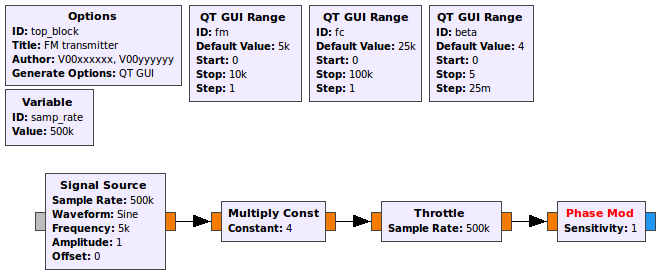 Options
ID: top_block
Title: FM transmitter
Author: V00xxxxxx, V00yyyyyy
Generate Options: QT GUI
QT GUI Range
ID: fm
Default Value: 5k
Start: 0
Stop: 10k
Step: 1
QT GUI Range
ID: fc
Default Value: 25k
Start: 0
Stop: 100k
Step: 1
QT GUI Range
ID: beta
Default Value: 4
Start: 0
Stop: 5
Step: 25m
Variable
ID: samp_rate
Value: 500k
Signal Source
Sample Rate: 500k
Waveform: Sine
Frequency: 5k
Amplitude: 1
Offset: 0
Multiply Const
Constant: 4
Throttle
Sample Rate: 500k
Phase Mod
Sensitivity: 1